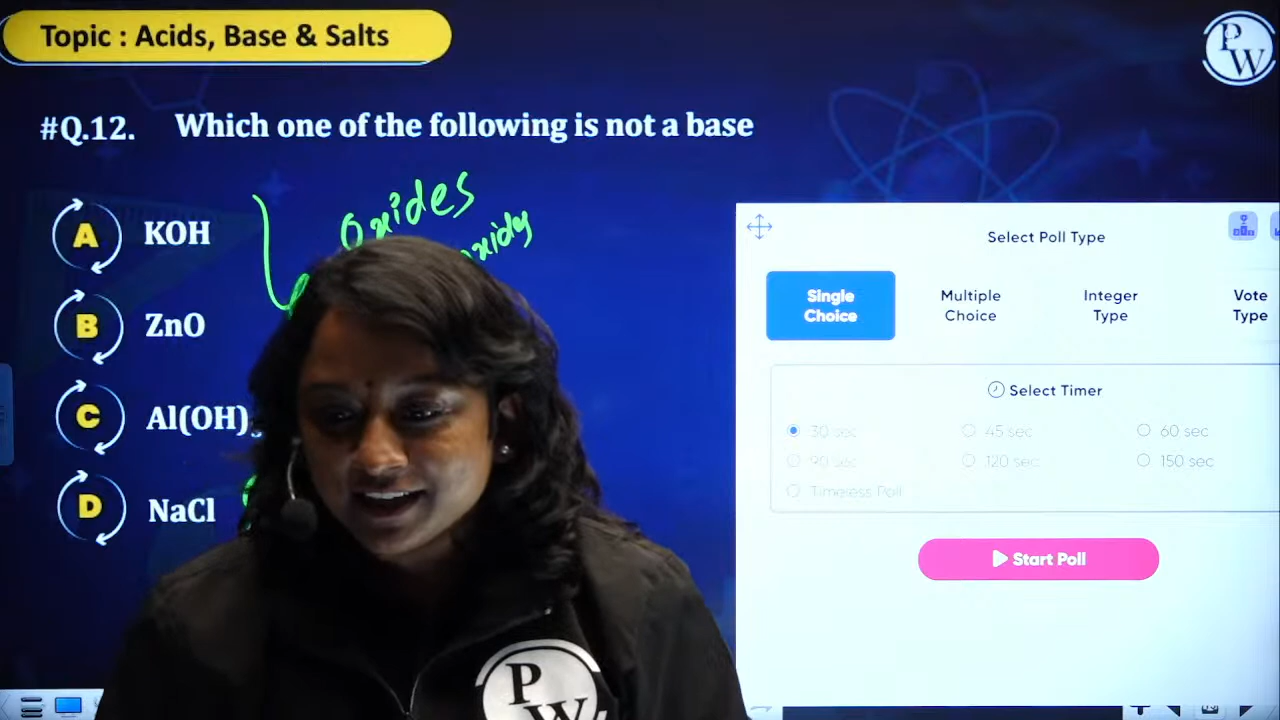 Topic : Acids, Base & Salts
PW
#Q.12. Which one of the following is not a base
oxides
A KOH
B ZnO
C Al(OH)
D NaCl
Select Poll Type
Single Choice
Multiple Choice
Integer Type
Vote Type
Select Timer
30 sec 45 sec 60 sec
90 sec 120 sec 150 sec
Timeless Poll
Start Poll
PW